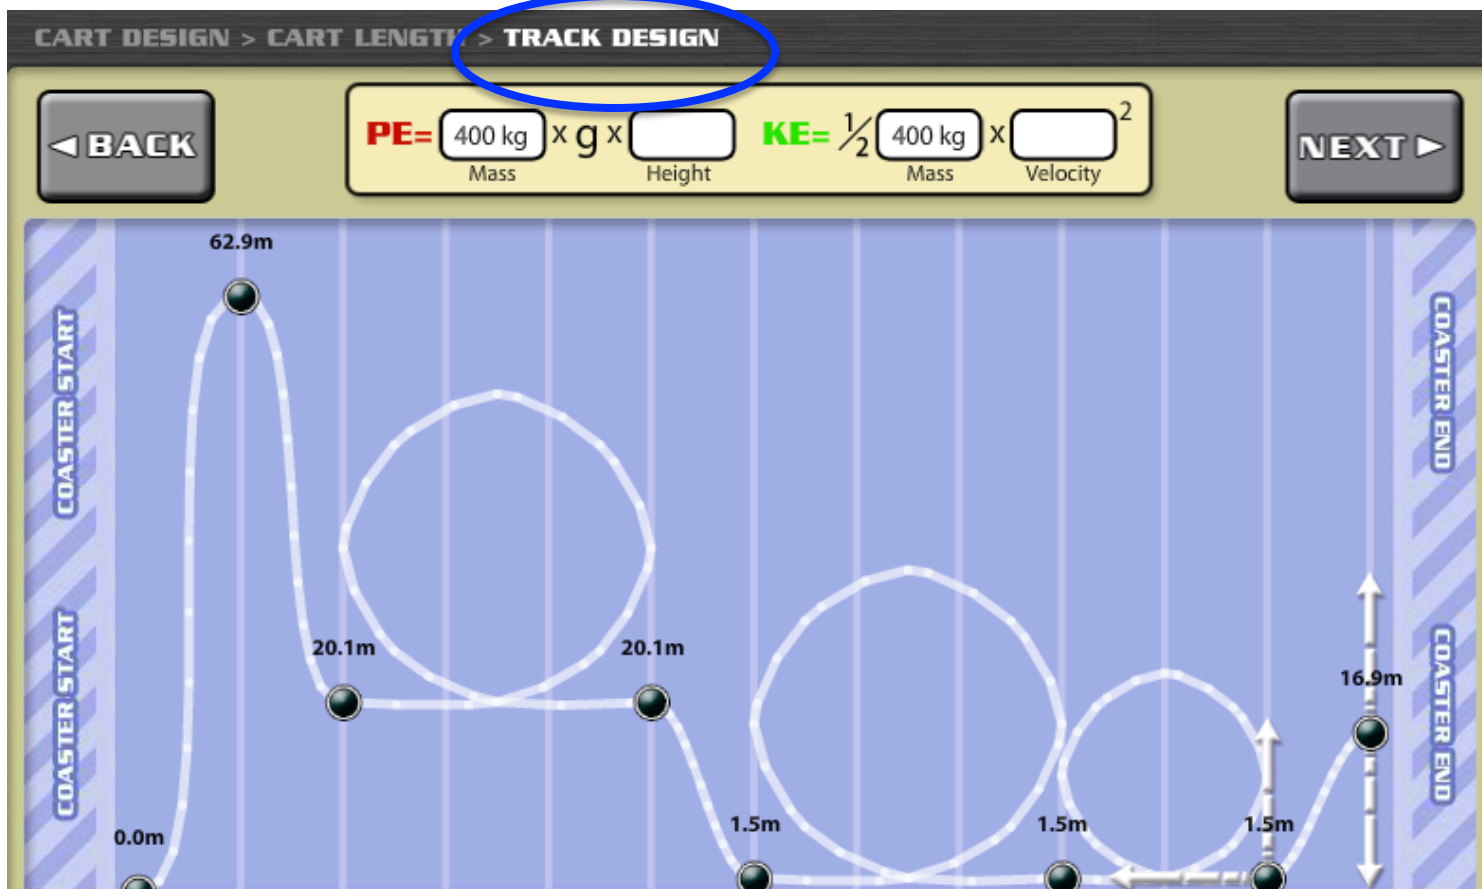 CART DESIGN > CART LENGTH > TRACK DESIGN
◄ BACK
PE= 400 kg x g x
Mass
Height
KE= 1/2 400 kg x 2
Mass
Velocity
NEXT ►
62.9m
COASTER START
COASTER END
20.1m
20.1m
COASTER START
COASTER END
16.9m
0.0m
1.5m
1.5m
1.5m